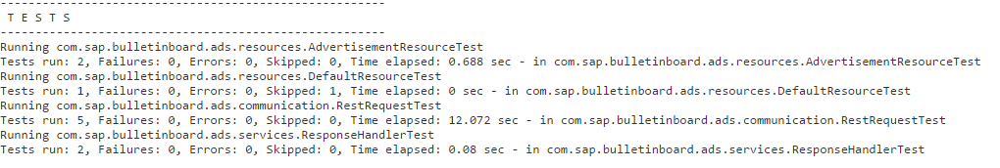 -------------------------------------------------------
 T E S T S
-------------------------------------------------------
Running com.sap.bulletinboard.ads.resources.AdvertisementResourceTest
Tests run: 2, Failures: 0, Errors: 0, Skipped: 0, Time elapsed: 0.688 sec - in com.sap.bulletinboard.ads.resources.AdvertisementResourceTest
Running com.sap.bulletinboard.ads.resources.DefaultResourceTest
Tests run: 1, Failures: 0, Errors: 0, Skipped: 1, Time elapsed: 0 sec - in com.sap.bulletinboard.ads.resources.DefaultResourceTest
Running com.sap.bulletinboard.ads.communication.RestRequestTest
Tests run: 5, Failures: 0, Errors: 0, Skipped: 0, Time elapsed: 12.072 sec - in com.sap.bulletinboard.ads.communication.RestRequestTest
Running com.sap.bulletinboard.ads.services.ResponseHandlerTest
Tests run: 2, Failures: 0, Errors: 0, Skipped: 0, Time elapsed: 0.08 sec - in com.sap.bulletinboard.ads.services.ResponseHandlerTest